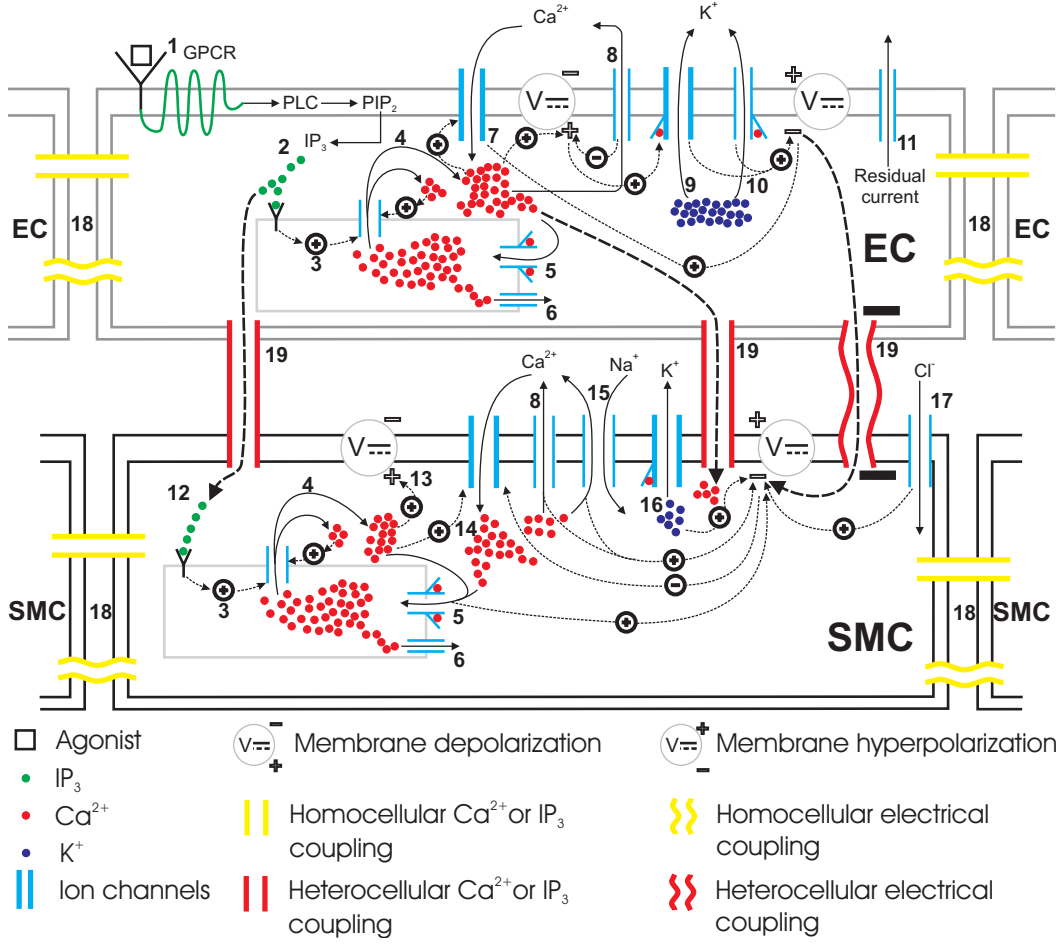 1
GPCR
PLC
PIP₂
IP₃
2
3
4
Ca²⁺
7
8
K⁺
9
10
11
Residual
current
5
6
EC
18
EC
18
EC
19
19
19
V
V
Ca²⁺
8
15
Na⁺
K⁺
Cl⁻
17
V
V
12
4
13
14
16
3
5
6
SMC
18
SMC
18
SMC
Agonist
IP₃
Ca²⁺
K⁺
Ion channels
V
Membrane depolarization
Homocellular Ca²⁺ or IP₃
coupling
Heterocellular Ca²⁺ or IP₃
coupling
V
Membrane hyperpolarization
Homocellular electrical
coupling
Heterocellular electrical
coupling